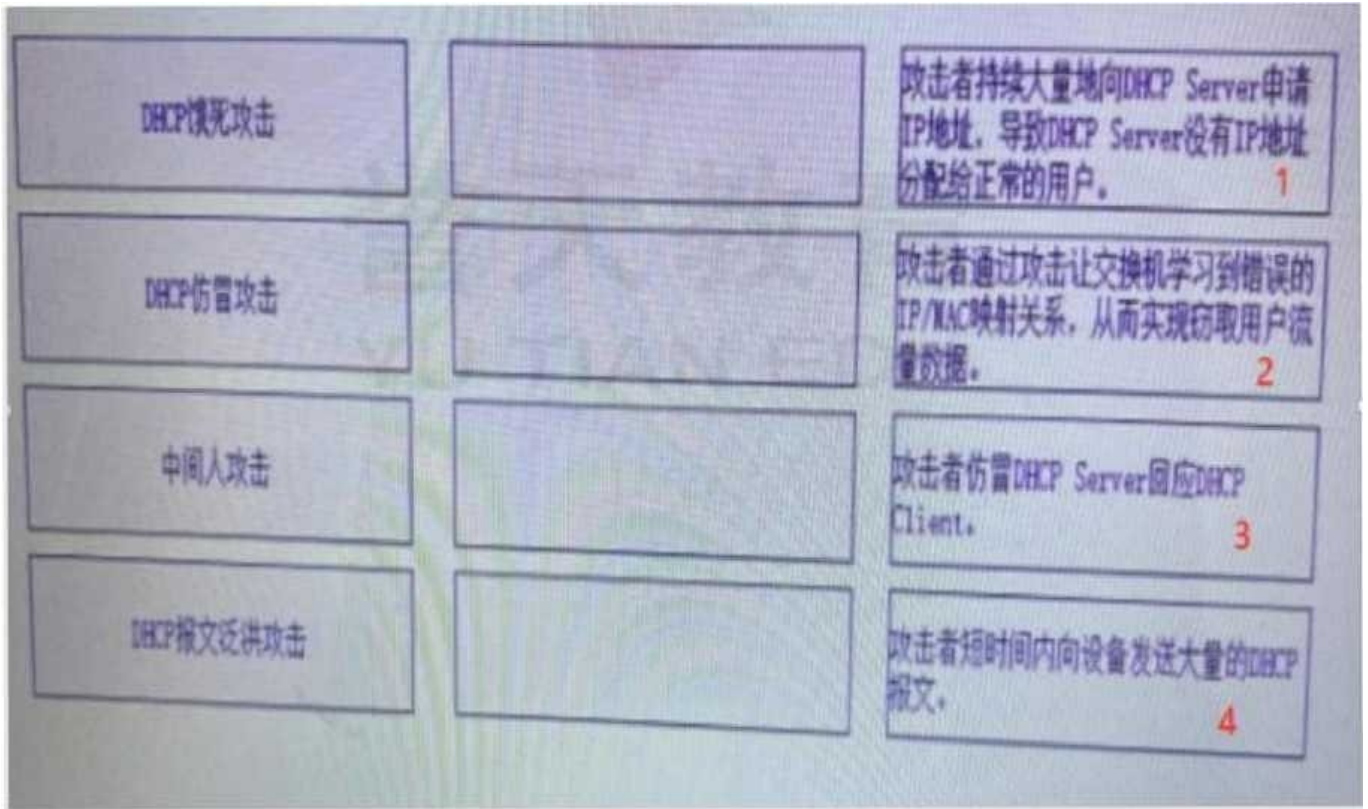 DHCP饿死攻击
攻击者持续大量地向DHCP Server申请
IP地址，导致DHCP Server没有IP地址
分配给正常的用户。
1
DHCP仿冒攻击
攻击者通过攻击让交换机学习到错误的
IP/MAC映射关系，从而实现窃取用户流
量数据。
2
中间人攻击
攻击者仿冒DHCP Server回应DHCP
Client。
3
DHCP报文泛洪攻击
攻击者短时间内向设备发送大量的DHCP
报文。
4